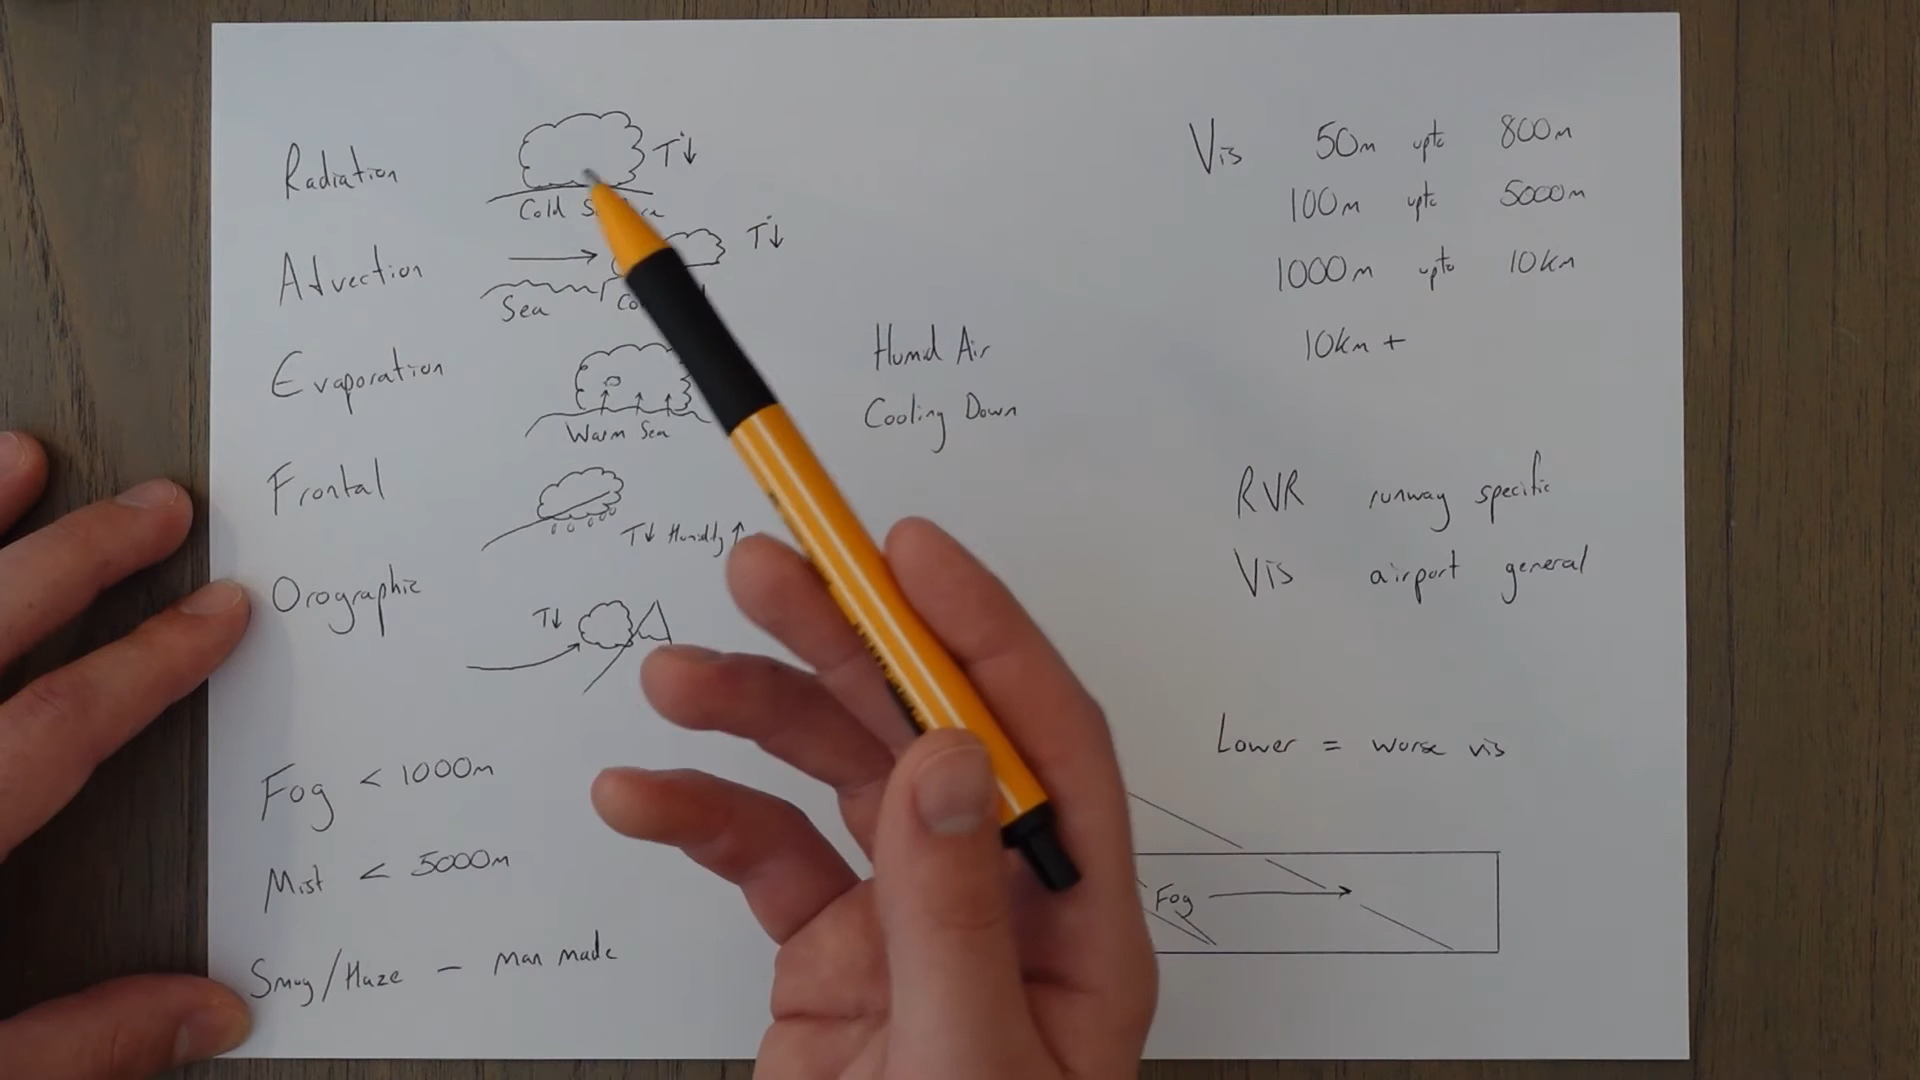 Radiation
T↓
Cold
Advection
T↓
Sea
Evaporation
Warm Sea
Frontal
T↓ Humidity ↑
Orographic
T↓
Fog < 1000m
Mist < 5000m
Smog/Haze – man made
Humid Air
Cooling Down
Vis 50m upto 800m
100m upto 5000m
1000m upto 10km
10km +
RVR runway specific
Vis airport general
Lower = worse vis
Fog